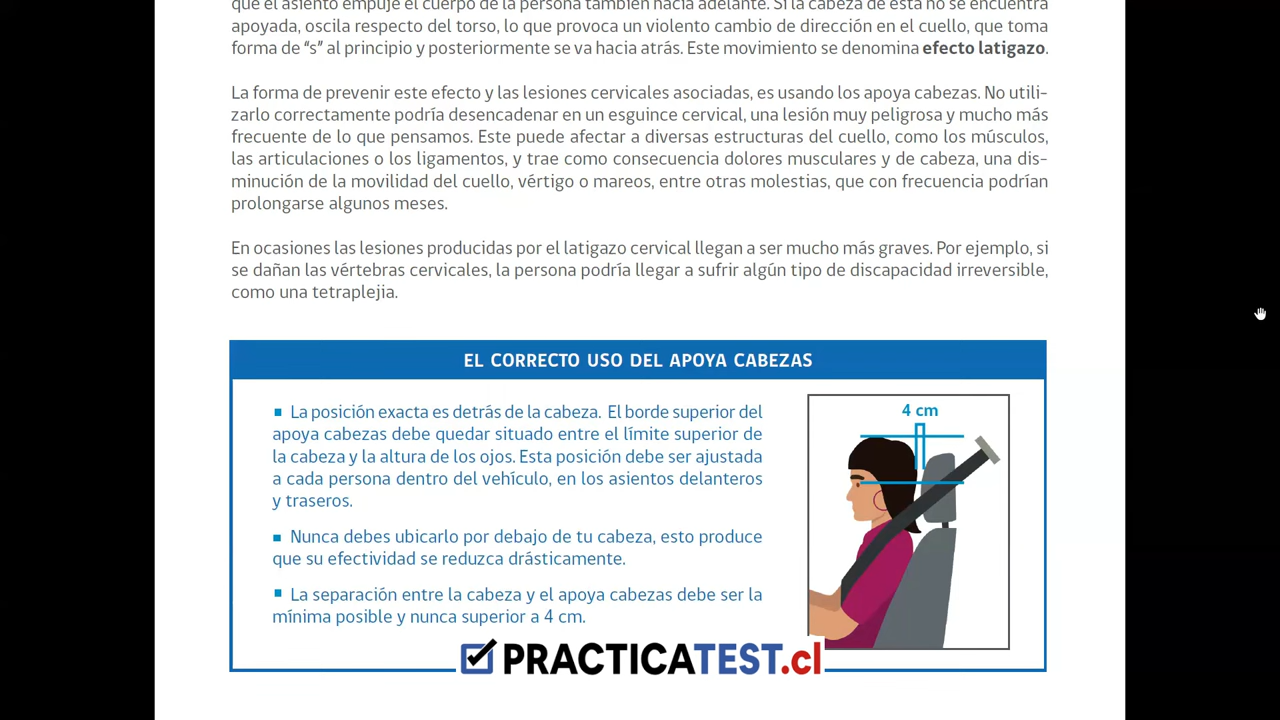 que el asiento empuje el cuerpo de la persona también hacia adelante. Si la cabeza de esta no se encuentra
apoyada, oscila respecto del torso, lo que provoca un violento cambio de dirección en el cuello, que toma
forma de “s” al principio y posteriormente se va hacia atrás. Este movimiento se denomina efecto latigazo.
La forma de prevenir este efecto y las lesiones cervicales asociadas, es usando los apoya cabezas. No utili-
zarlo correctamente podría desencadenar en un esguince cervical, una lesión muy peligrosa y mucho más
frecuente de lo que pensamos. Este puede afectar a diversas estructuras del cuello, como los músculos,
las articulaciones o los ligamentos, y trae como consecuencia dolores musculares y de cabeza, una dis-
minución de la movilidad del cuello, vértigo o mareos, entre otras molestias, que con frecuencia podrían
prolongarse algunos meses.
En ocasiones las lesiones producidas por el latigazo cervical llegan a ser mucho más graves. Por ejemplo, si
se dañan las vértebras cervicales, la persona podría llegar a sufrir algún tipo de discapacidad irreversible,
como una tetraplejia.
EL CORRECTO USO DEL APOYA CABEZAS
▪ La posición exacta es detrás de la cabeza. El borde superior del
apoya cabezas debe quedar situado entre el límite superior de
la cabeza y la altura de los ojos. Esta posición debe ser ajustada
a cada persona dentro del vehículo, en los asientos delanteros
y traseros.
▪ Nunca debes ubicarlo por debajo de tu cabeza, esto produce
que su efectividad se reduzca drásticamente.
▪ La separación entre la cabeza y el apoya cabezas debe ser la
mínima posible y nunca superior a 4 cm.
4 cm
PRACTICATEST.cl